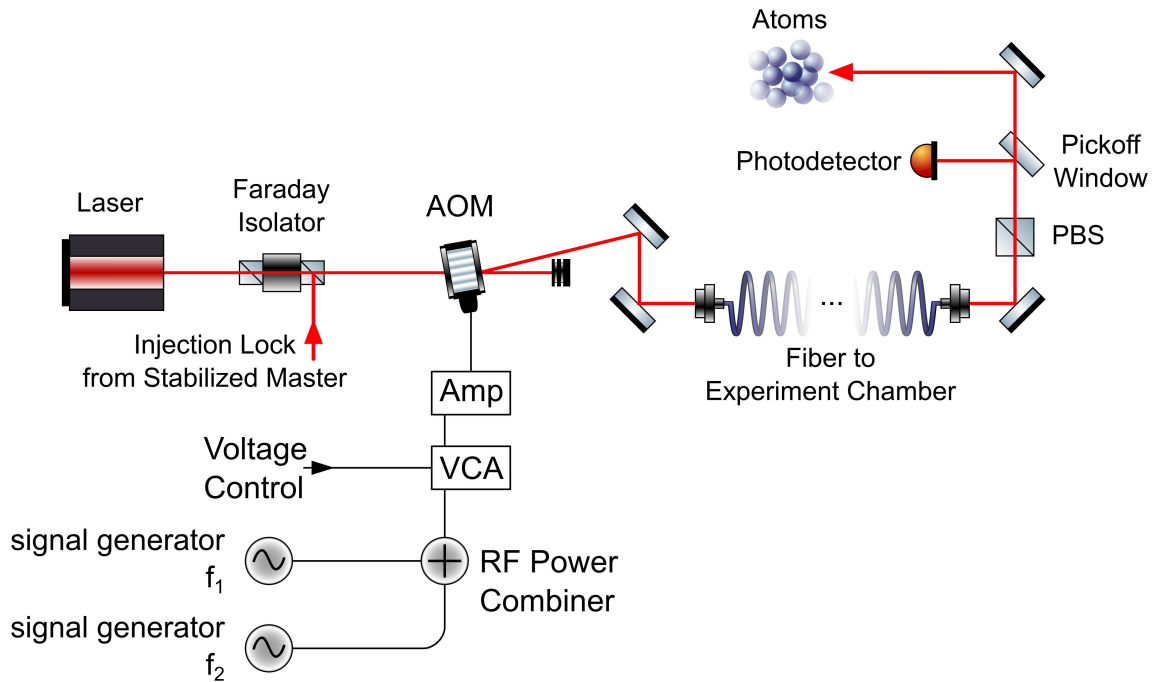 Atoms
Pickoff
Window
Photodetector
Laser
Faraday
Isolator
AOM
PBS
...
Injection Lock
from Stabilized Master
Fiber to
Experiment Chamber
Amp
Voltage
Control
VCA
signal generator
f₁
RF Power
Combiner
signal generator
f₂